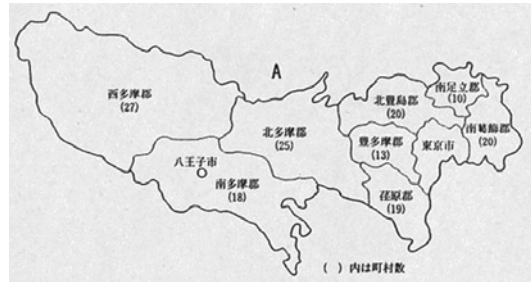 A
西多摩郡
(27)
北多摩郡
(25)
八王子市
南多摩郡
(18)
北豊島郡
(20)
南足立郡
(10)
南葛飾郡
(20)
豊多摩郡
(13)
東京市
荏原郡
(19)
( )内は町村数